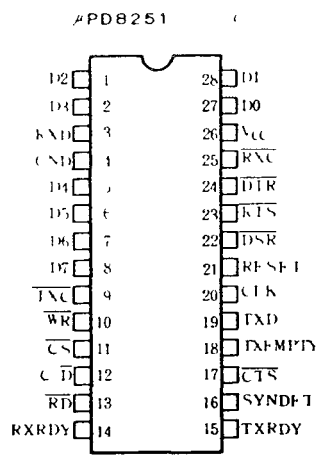 μPD8251
D2 1 28 D1
D3 2 27 D0
RXD 3 26 Vcc
GND 4 25 RXC
D4 5 24 DTR
D5 6 23 RTS
D6 7 22 DSR
D7 8 21 RESET
TXC 9 20 CLK
WR 10 19 TXD
CS 11 18 TXEMPTY
C D 12 17 CTS
RD 13 16 SYNDET
RXRDY 14 15 TXRDY